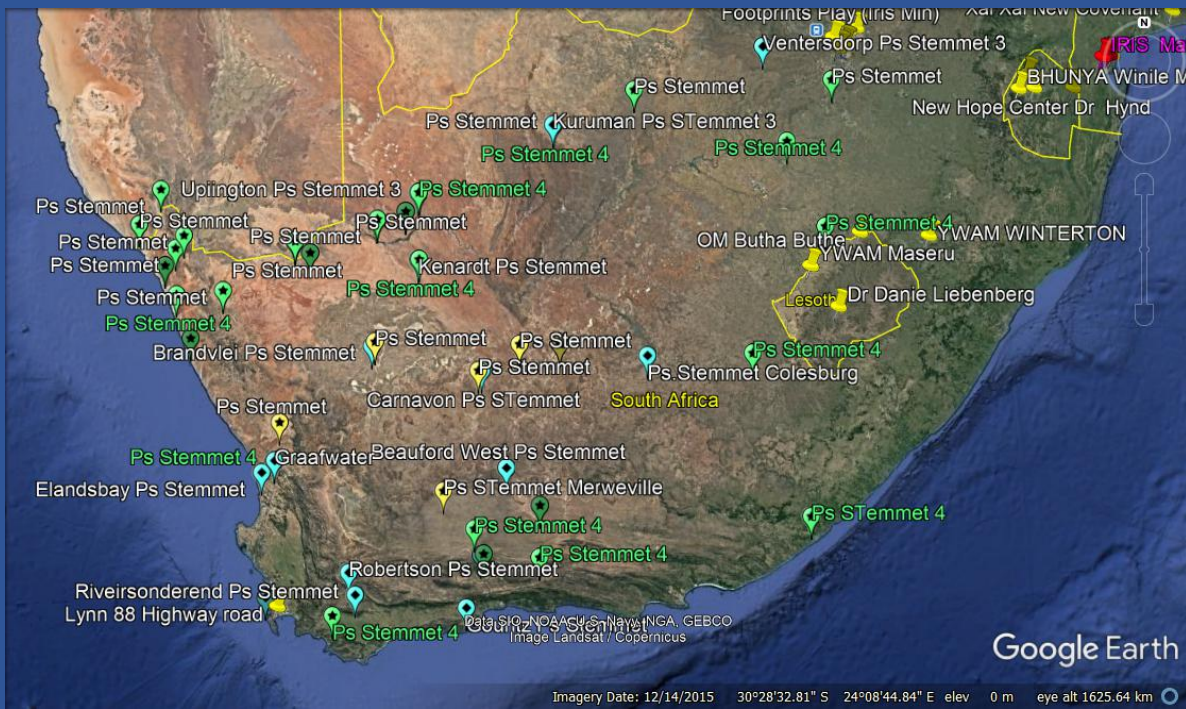 Footprints Play (Iris Min)
Xai Xai New Covenant
N
Ventersdorp Ps Stemmet 3
IRIS Ma
Ps Stemmet
Ps Stemmet
BHUNYA Winile M
New Hope Center Dr Hynd
Ps Stemmet
Kuruman Ps STemmet 3
Ps Stemmet 4
Ps Stemmet 4
Upiington Ps Stemmet 3
Ps Stemmet 4
Ps Stemmet
Ps Stemmet
Ps Stemmet
Ps Stemmet 4
Ps Stemmet
Ps Stemmet
YWAM WINTERTON
OM Butha Buthe
YWAM Maseru
Ps Stemmet
Ps Stemmet
Kenardt Ps Stemmet
Ps Stemmet 4
Ps Stemmet
Lesoth
Dr Danie Liebenberg
Ps Stemmet 4
Ps Stemmet
Ps Stemmet
Brandvlei Ps Stemmet
Ps Stemmet 4
Ps Stemmet
Ps.Stemmet Colesburg
Carnavon Ps STemmet
South Africa
Ps Stemmet
Beauford West Ps Stemmet
Ps Stemmet 4
Graafwater
Elandsbay Ps Stemmet
Ps STemmet Merweville
Ps STemmet 4
Ps Stemmet 4
Ps Stemmet 4
Robertson Ps Stemmet
Riveirsonderend Ps Stemmet
Lynn 88 Highway road
Ps Stemmet 4
Data SIO, NOAA, U.S. Navy, NGA, GEBCO
Image Landsat / Copernicus
Google Earth
Imagery Date: 12/14/2015 30°28'32.81" S 24°08'44.84" E elev 0 m eye alt 1625.64 km